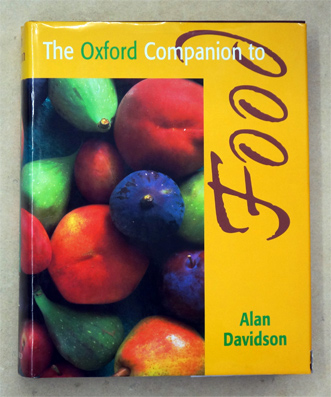 The Oxford Companion to
Food
Alan
Davidson